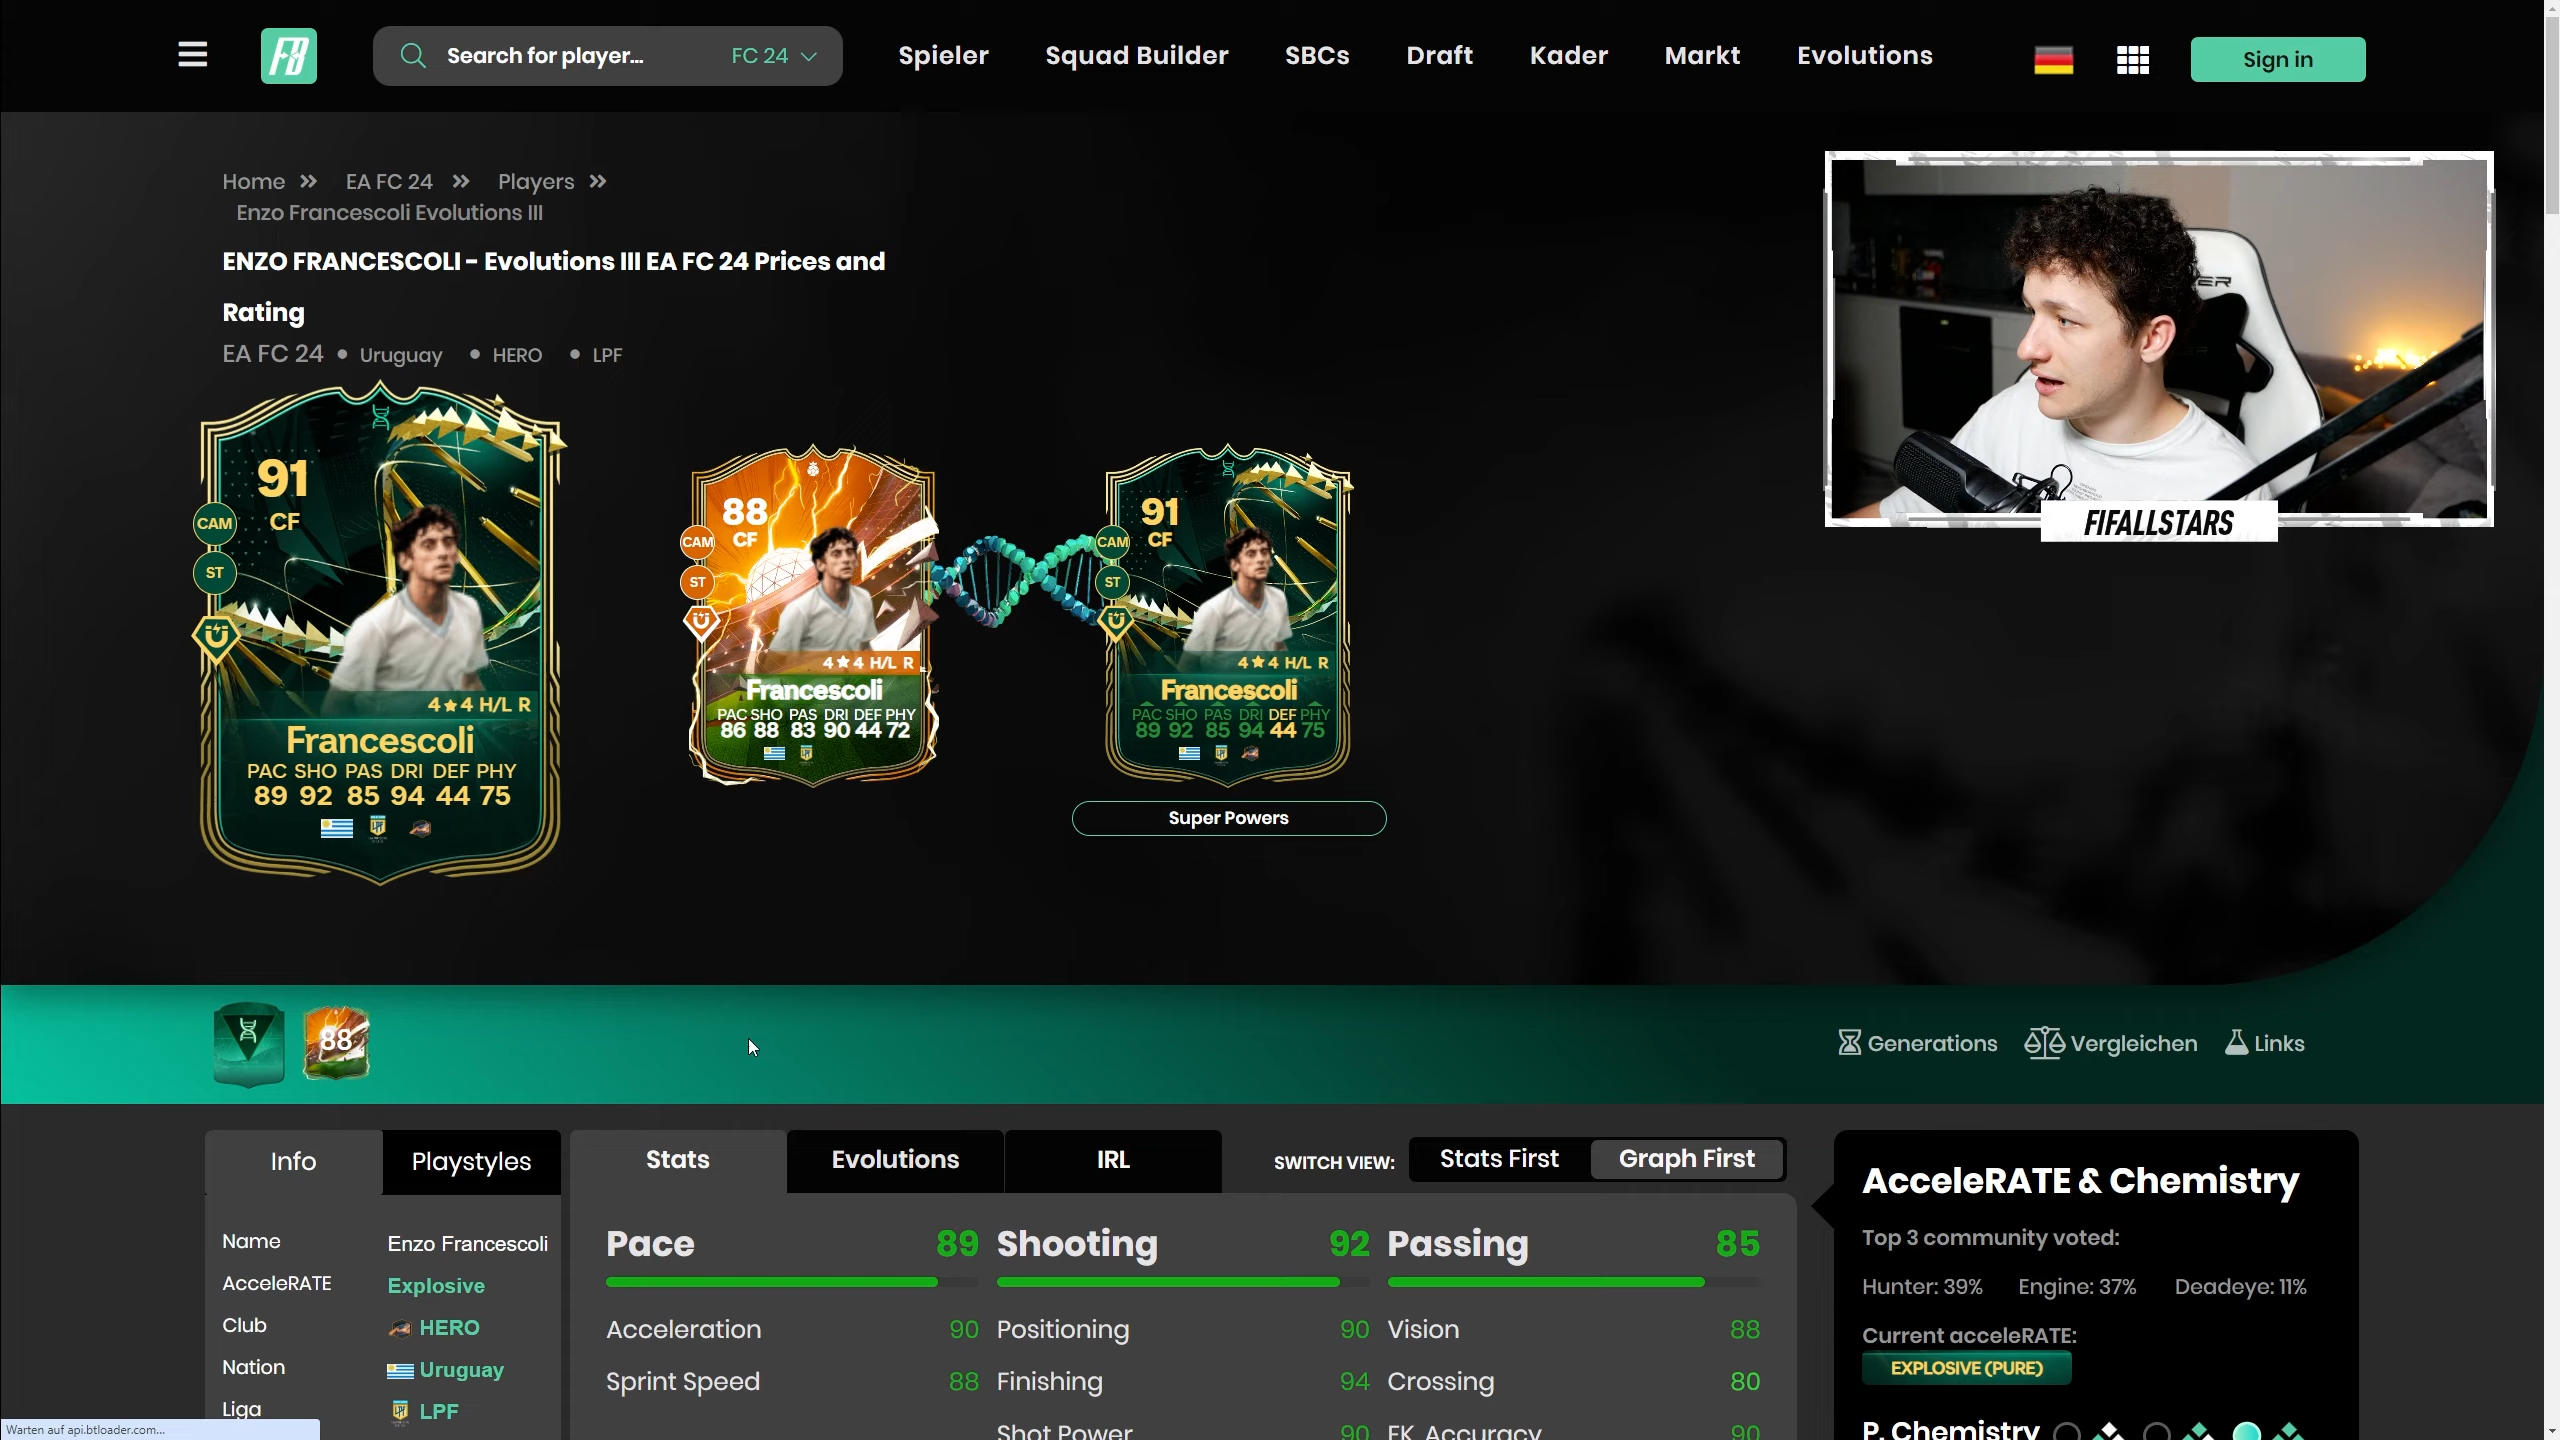 Search for player...
FC 24
Spieler
Squad Builder
SBCs
Draft
Kader
Markt
Evolutions
Sign in
Home » EA FC 24 » Players »
Enzo Francescoli Evolutions III
ENZO FRANCESCOLI - Evolutions III EA FC 24 Prices and
Rating
EA FC 24 • Uruguay • HERO • LPF
91
CF
CAM
ST
4★4 H/L R
Francescoli
PAC SHO PAS DRI DEF PHY
89 92 85 94 44 75
88
CF
CAM
ST
4★4 H/L R
Francescoli
PAC SHO PAS DRI DEF PHY
86 88 83 90 44 72
91
CF
CAM
ST
4★4 H/L R
Francescoli
PAC SHO PAS DRI DEF PHY
89 92 85 94 44 75
Super Powers
FIFALLSTARS
88
Generations
Vergleichen
Links
Info
Playstyles
Name Enzo Francescoli
AcceleRATE Explosive
Club HERO
Nation Uruguay
Liga LPF
Stats
Evolutions
IRL
SWITCH VIEW:
Stats First
Graph First
Pace 89
Acceleration 90
Sprint Speed 88
Shooting 92
Positioning 90
Finishing 94
Shot Power 90
Passing 85
Vision 88
Crossing 80
FK Accuracy 90
AcceleRATE & Chemistry
Top 3 community voted:
Hunter: 39% Engine: 37% Deadeye: 11%
Current acceleRATE:
EXPLOSIVE (PURE)
P. Chemistry
Warten auf api.btloader.com...